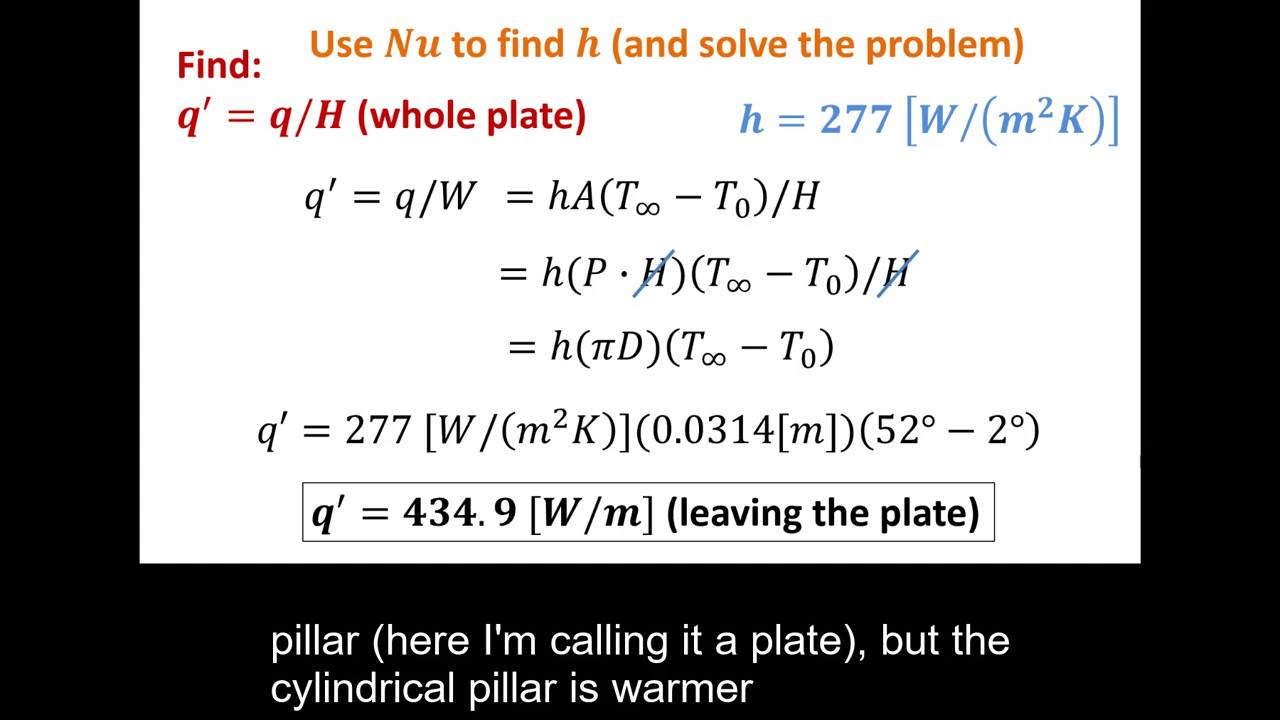 Use Nu to find h (and solve the problem)
Find:
q′ = q/H (whole plate)
h = 277 [W/(m²K)]
q′ = q/W = hA(T∞ − T₀)/H
= h(P · H)(T∞ − T₀)/H
= h(πD)(T∞ − T₀)
q′ = 277 [W/(m²K)](0.0314[m])(52° − 2°)
q′ = 434.9 [W/m] (leaving the plate)
pillar (here I'm calling it a plate), but the
cylindrical pillar is warmer